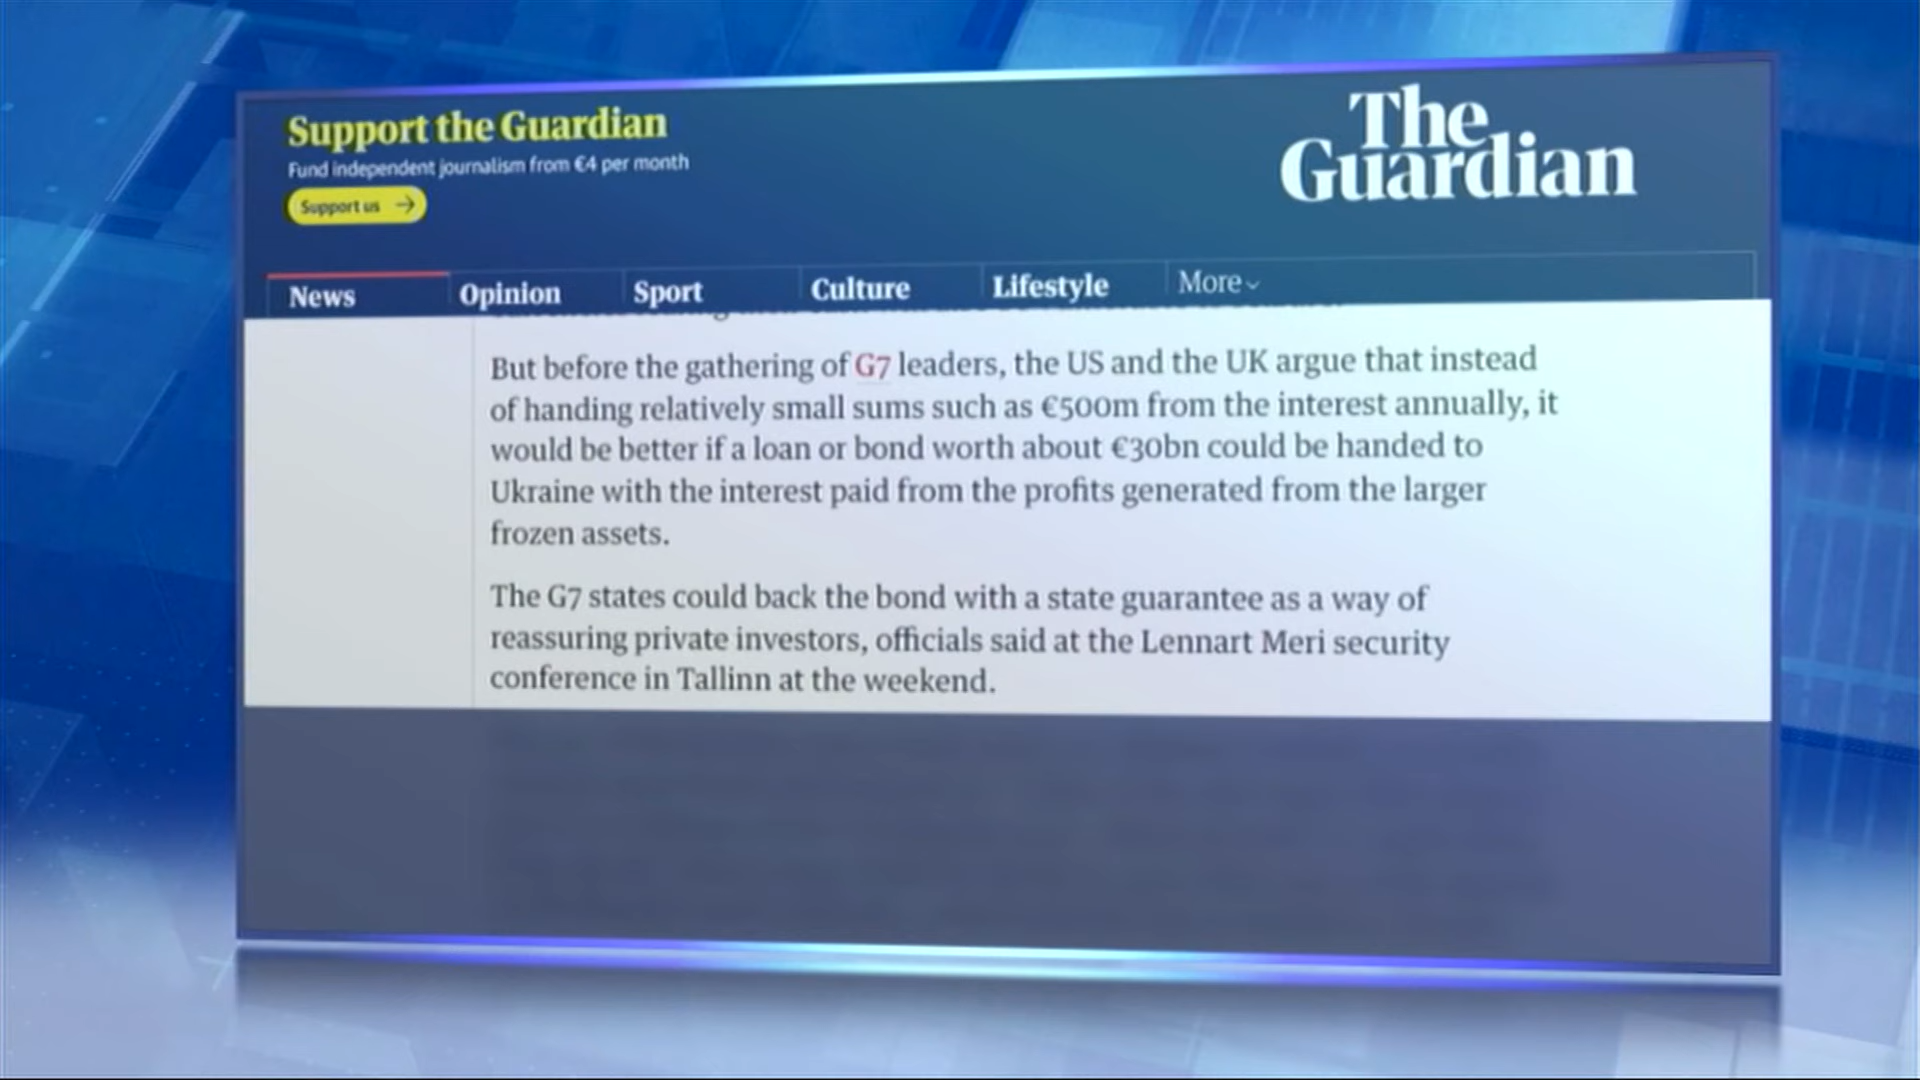 Support the Guardian
Fund independent journalism from €4 per month
Support us →
The
Guardian
News
Opinion
Sport
Culture
Lifestyle
More
But before the gathering of G7 leaders, the US and the UK argue that instead
of handing relatively small sums such as €500m from the interest annually, it
would be better if a loan or bond worth about €30bn could be handed to
Ukraine with the interest paid from the profits generated from the larger
frozen assets.
The G7 states could back the bond with a state guarantee as a way of
reassuring private investors, officials said at the Lennart Meri security
conference in Tallinn at the weekend.